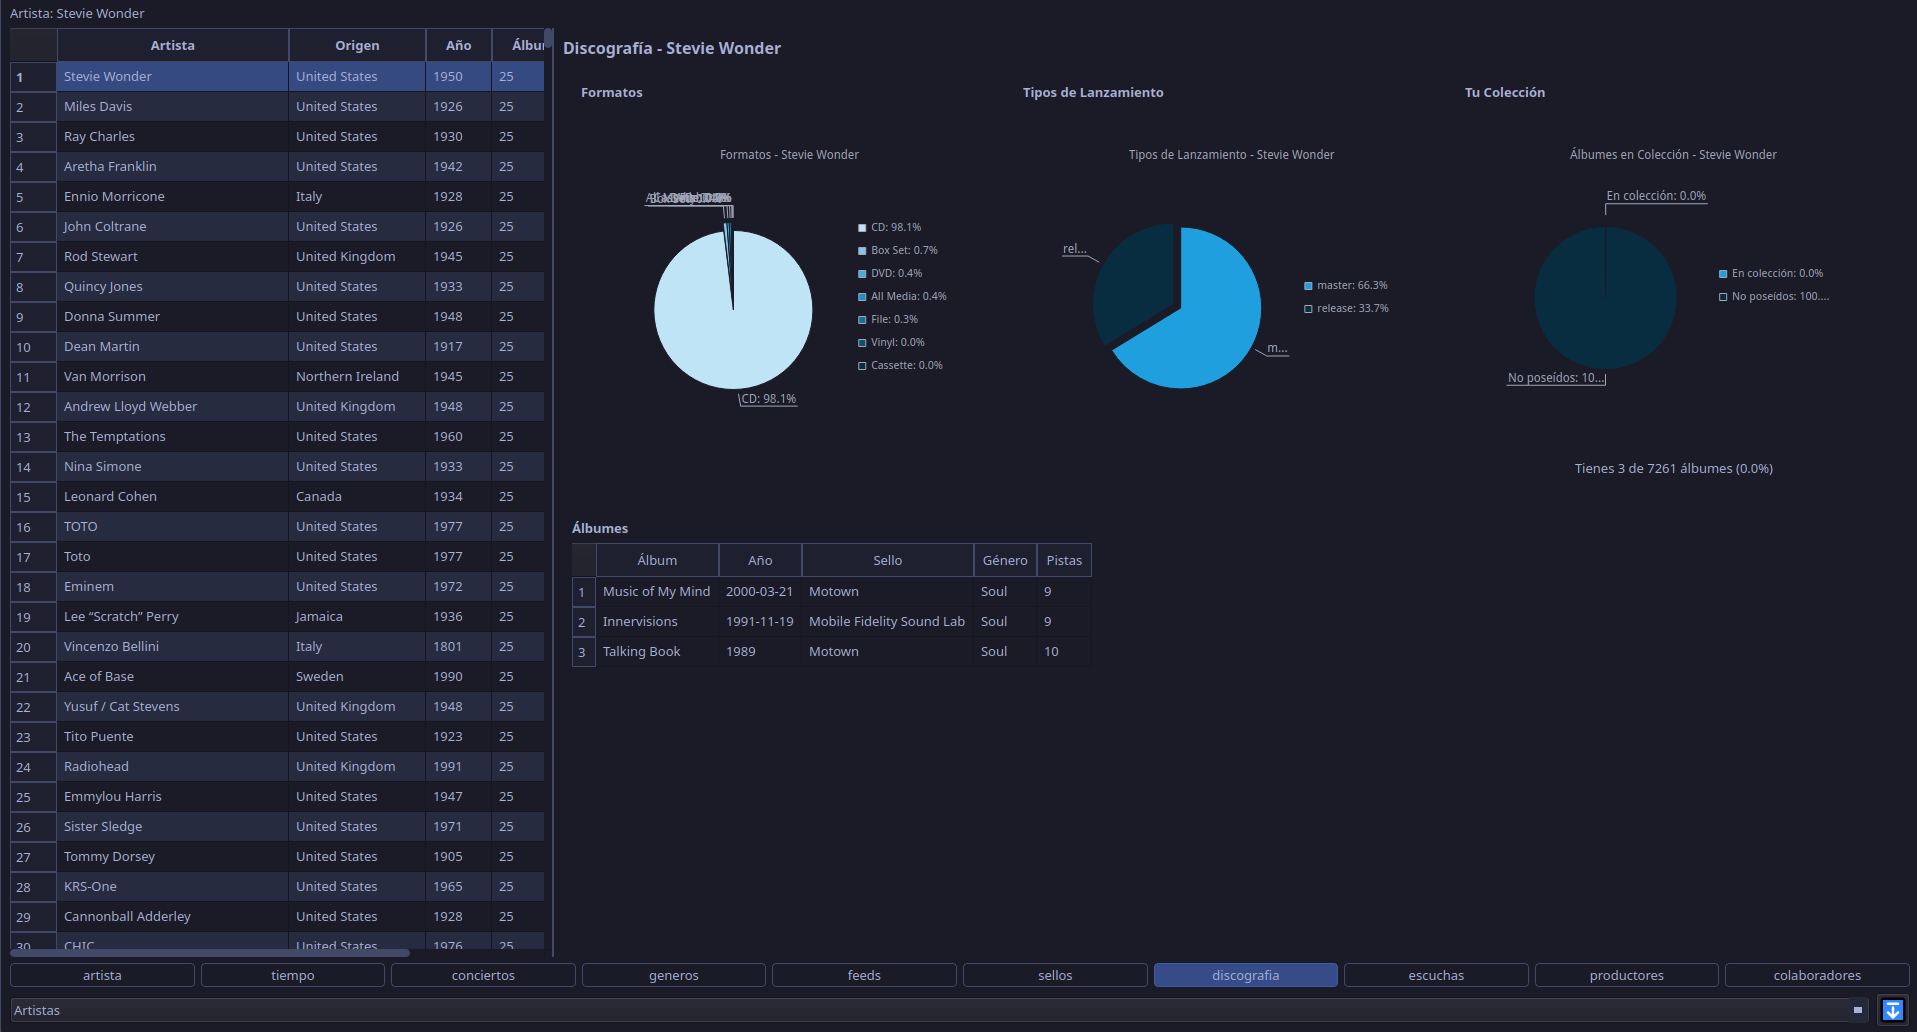 Artista: Stevie Wonder
Artista Origen Año Álbu
1 Stevie Wonder United States 1950 25
2 Miles Davis United States 1926 25
3 Ray Charles United States 1930 25
4 Aretha Franklin United States 1942 25
5 Ennio Morricone Italy 1928 25
6 John Coltrane United States 1926 25
7 Rod Stewart United Kingdom 1945 25
8 Quincy Jones United States 1933 25
9 Donna Summer United States 1948 25
10 Dean Martin United States 1917 25
11 Van Morrison Northern Ireland 1945 25
12 Andrew Lloyd Webber United Kingdom 1948 25
13 The Temptations United States 1960 25
14 Nina Simone United States 1933 25
15 Leonard Cohen Canada 1934 25
16 TOTO United States 1977 25
17 Toto United States 1977 25
18 Eminem United States 1972 25
19 Lee “Scratch” Perry Jamaica 1936 25
20 Vincenzo Bellini Italy 1801 25
21 Ace of Base Sweden 1990 25
22 Yusuf / Cat Stevens United Kingdom 1948 25
23 Tito Puente United States 1923 25
24 Radiohead United Kingdom 1991 25
25 Emmylou Harris United States 1947 25
26 Sister Sledge United States 1971 25
27 Tommy Dorsey United States 1905 25
28 KRS-One United States 1965 25
29 Cannonball Adderley United States 1928 25
30 CHIC United States 1976 25
Discografía - Stevie Wonder
Formatos
Formatos - Stevie Wonder
CD: 98.1%
CD: 98.1%
Box Set: 0.7%
DVD: 0.4%
All Media: 0.4%
File: 0.3%
Vinyl: 0.0%
Cassette: 0.0%
Tipos de Lanzamiento
Tipos de Lanzamiento - Stevie Wonder
rel...
m...
master: 66.3%
release: 33.7%
Tu Colección
Álbumes en Colección - Stevie Wonder
En colección: 0.0%
No poseídos: 10...
En colección: 0.0%
No poseídos: 100....
Tienes 3 de 7261 álbumes (0.0%)
Álbumes
Álbum Año Sello Género Pistas
1 Music of My Mind 2000-03-21 Motown Soul 9
2 Innervisions 1991-11-19 Mobile Fidelity Sound Lab Soul 9
3 Talking Book 1989 Motown Soul 10
artista tiempo conciertos generos feeds sellos discografia escuchas productores colaboradores
Artistas